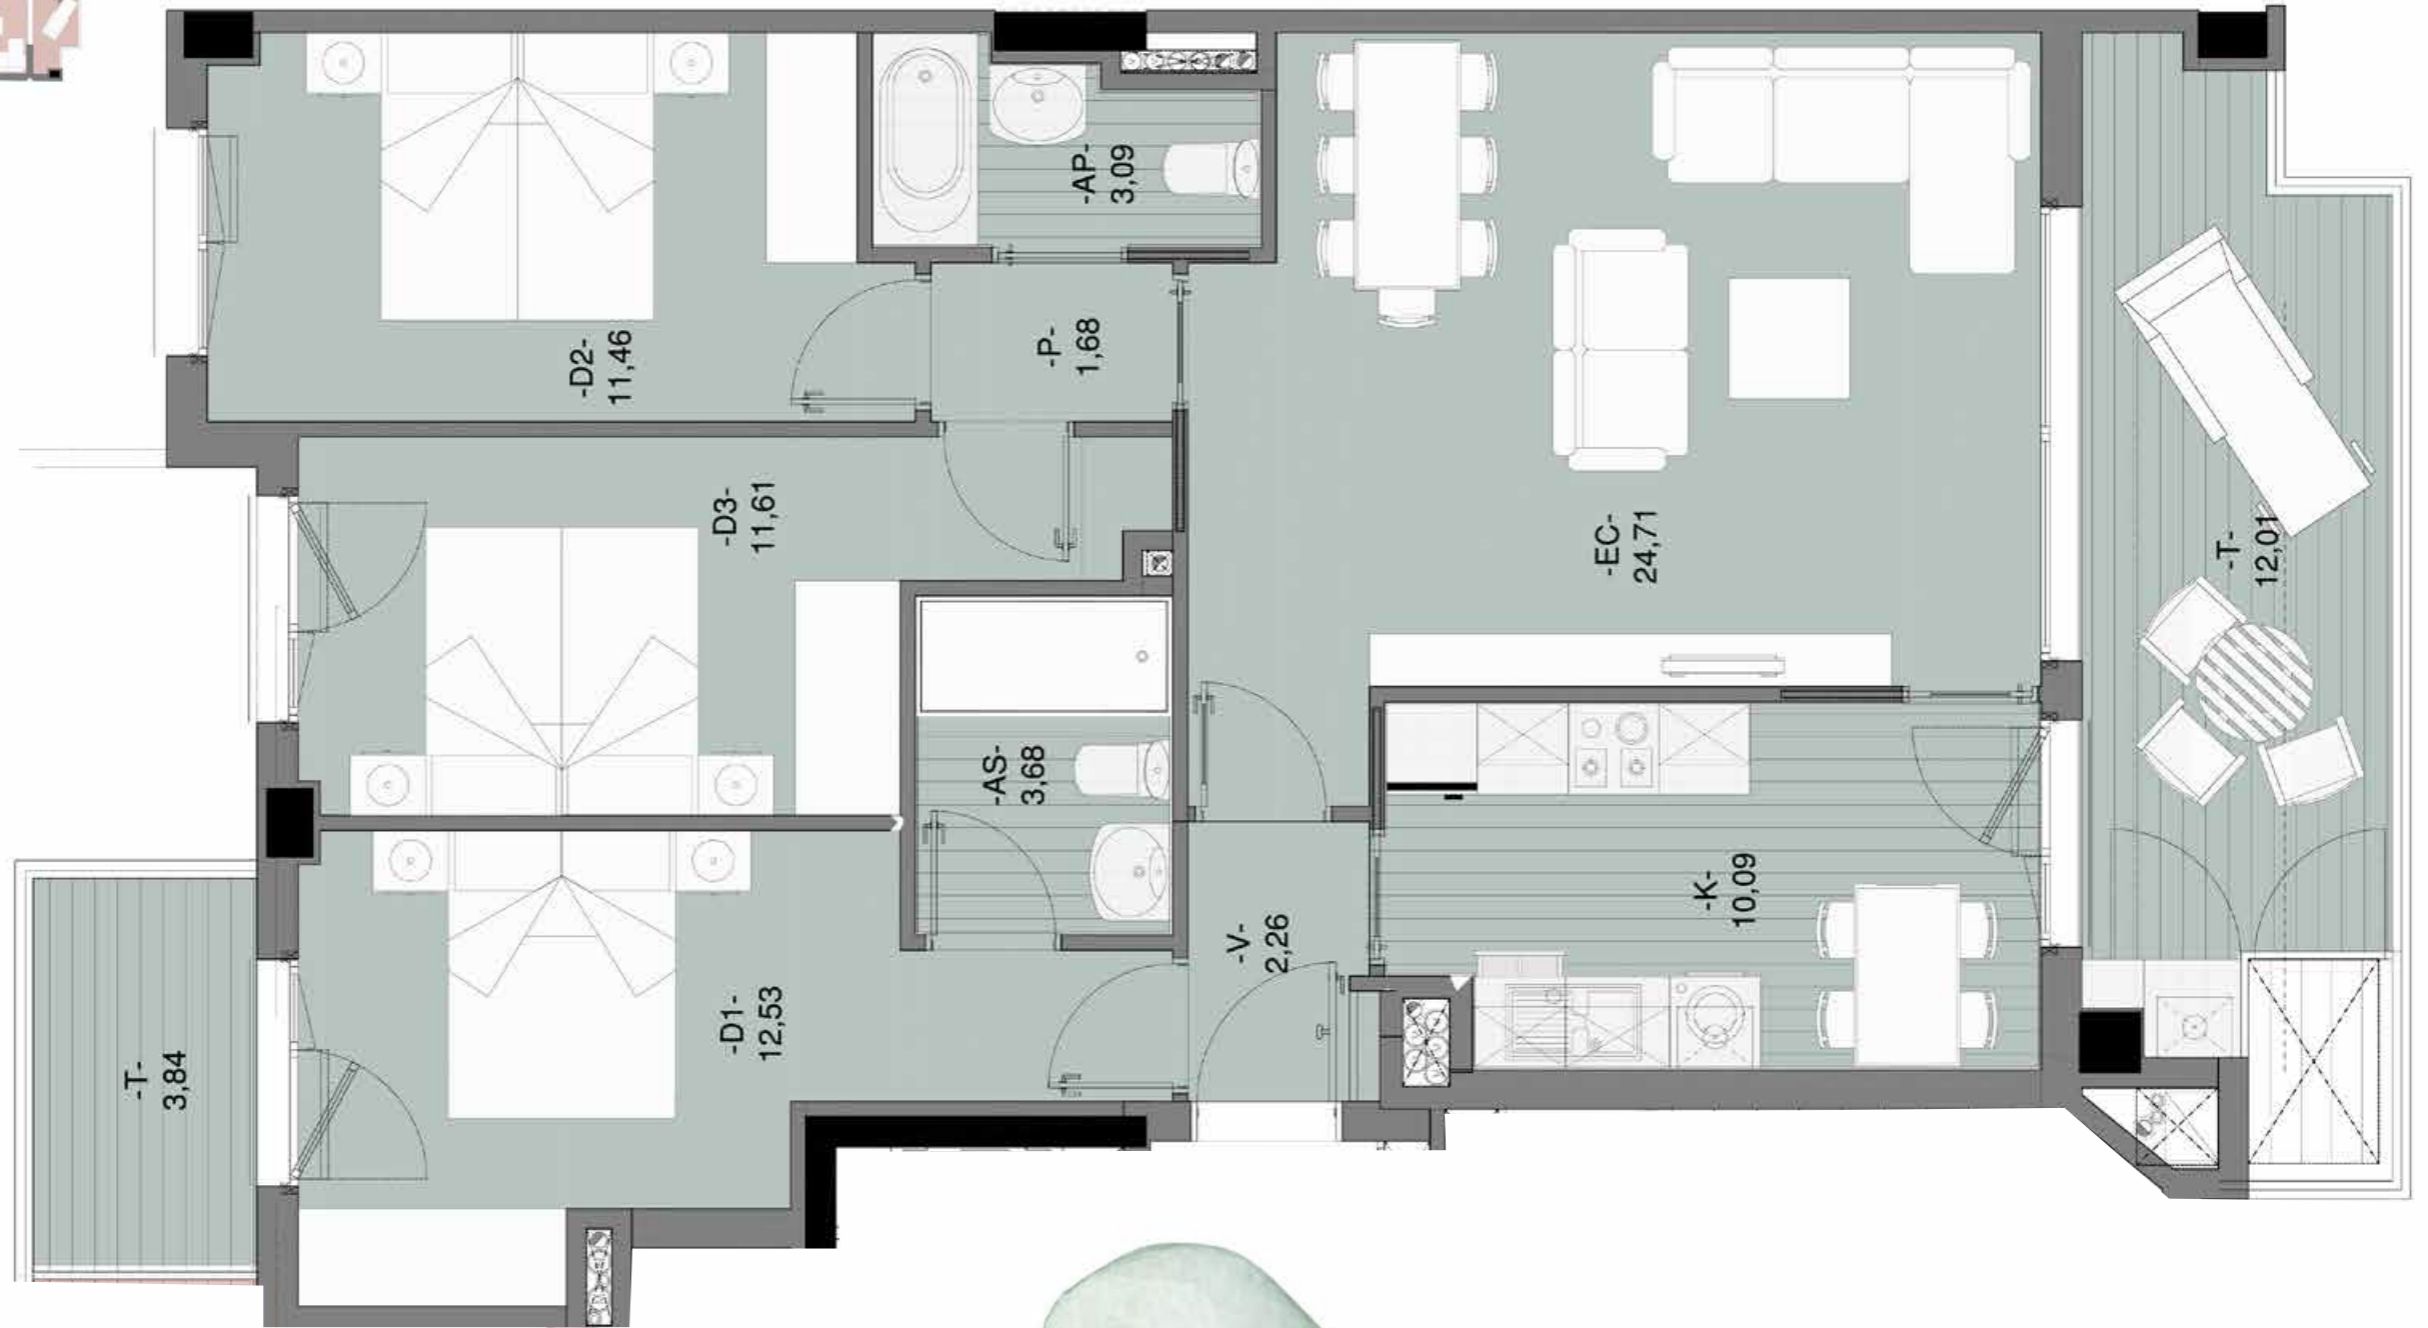 -D2-
11,46
-AP-
3,09
-P-
1,68
-D3-
11,61
-EC-
24,71
-T-
12,01
-AS-
3,68
-V-
2,26
-K-
10,09
-D1-
12,53
-T-
3,84